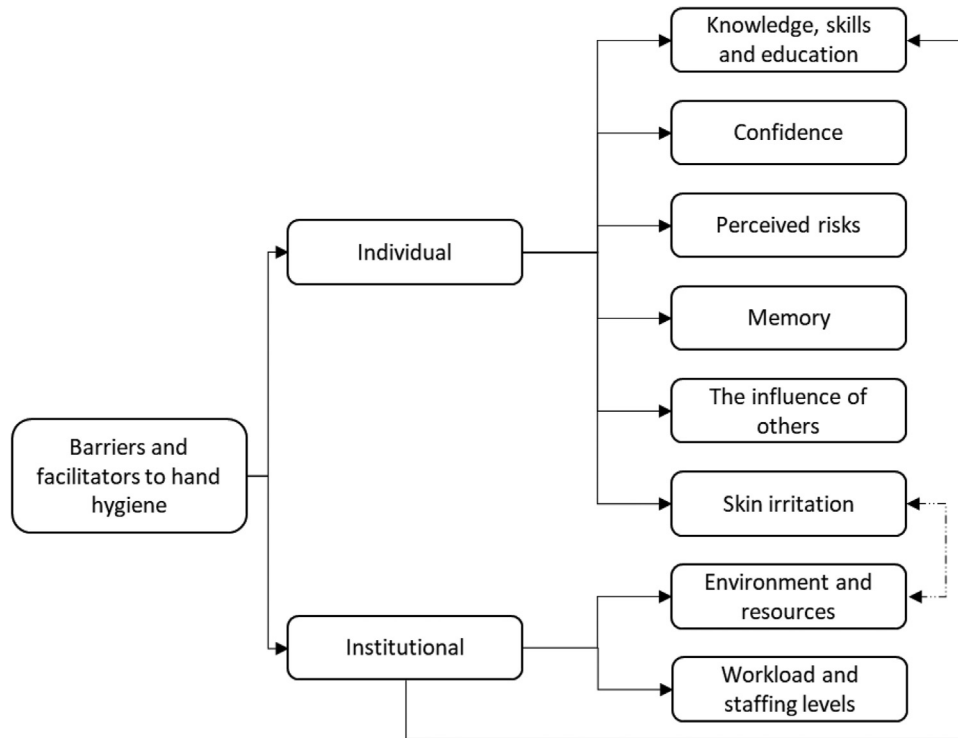 Knowledge, skills
and education
Confidence
Perceived risks
Individual
Memory
The influence of
others
Barriers and
facilitators to hand
hygiene
Skin irritation
Environment and
resources
Institutional
Workload and
staffing levels